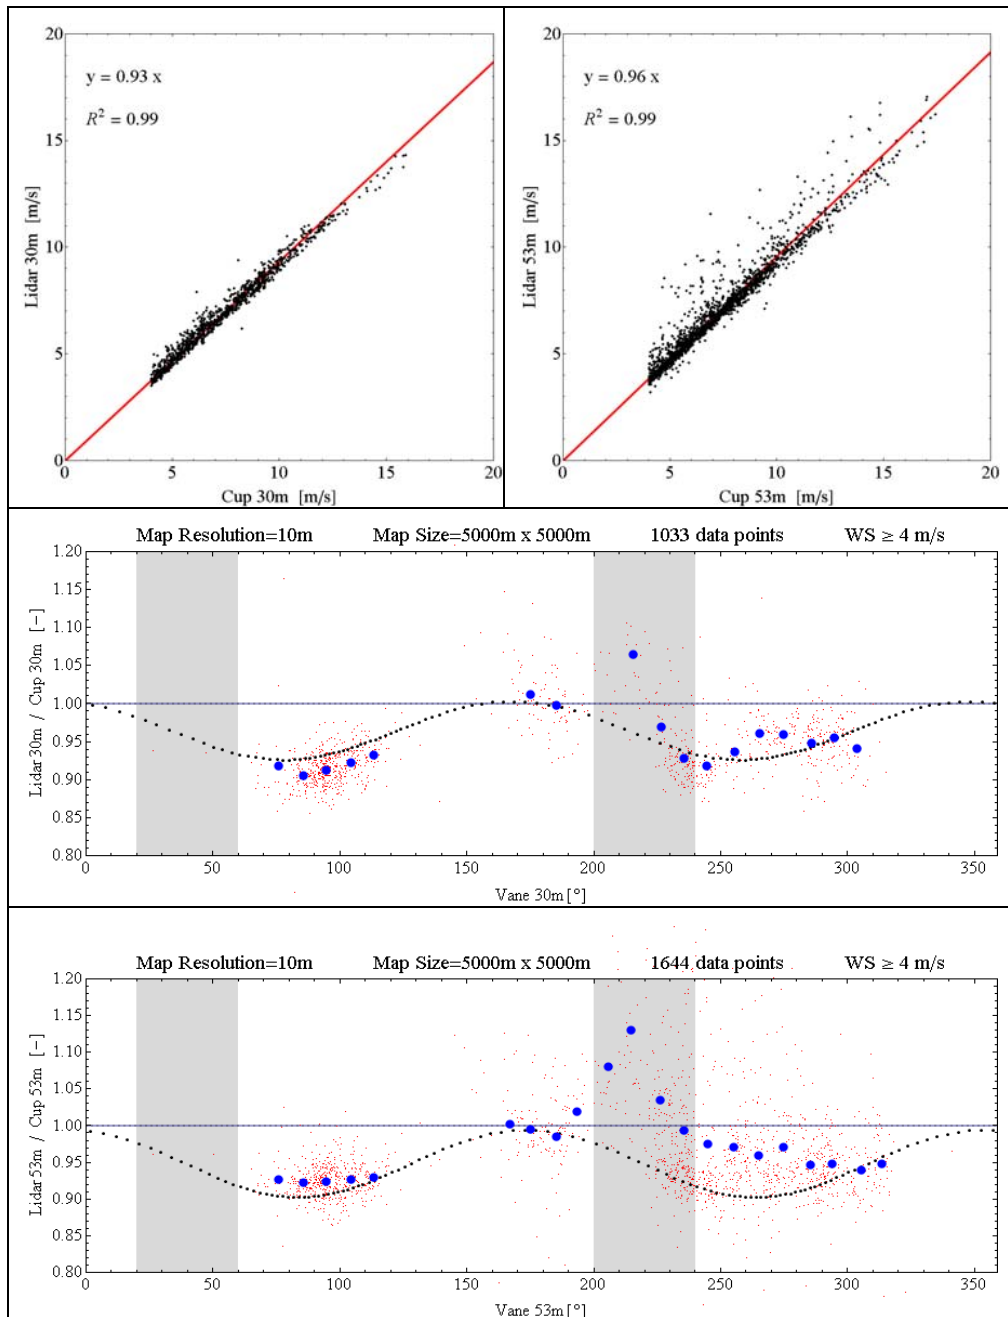 20
15
10
5
0
y = 0.93 x
R² = 0.99
Lidar 30m [m/s]
0
5
10
15
20
Cup 30m [m/s]
20
15
10
5
0
y = 0.96 x
R² = 0.99
Lidar 53m [m/s]
0
5
10
15
20
Cup 53m [m/s]
Map Resolution=10m Map Size=5000m x 5000m 1033 data points WS ≥ 4 m/s
1.20
1.15
1.10
1.05
1.00
0.95
0.90
0.85
0.80
Lidar30m / Cup 30m [-]
0 50 100 150 200 250 300 350
Vane 30m[°]
Map Resolution=10m Map Size=5000m x 5000m 1644 data points WS ≥ 4 m/s
1.20
1.15
1.10
1.05
1.00
0.95
0.90
0.85
0.80
Lidar53m / Cup 53m [-]
0 50 100 150 200 250 300 350
Vane 53m[°]